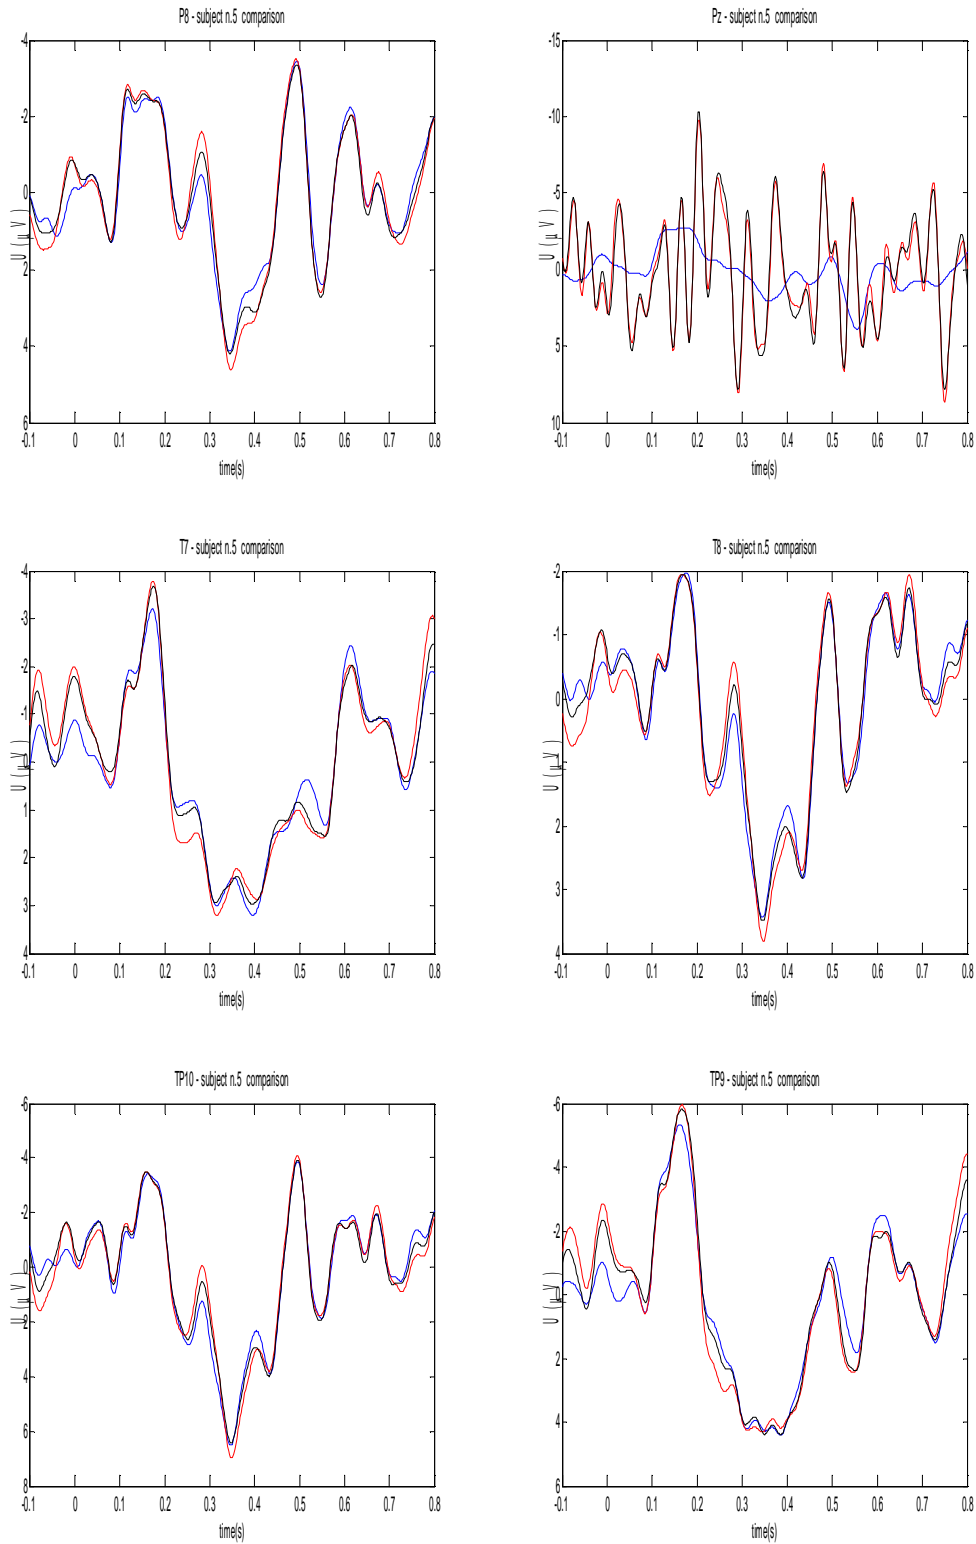 P8 - subject n.5 comparison
-4
-2
0
2
4
6
U ( µ V )
-0.1 0 0.1 0.2 0.3 0.4 0.5 0.6 0.7 0.8
time(s)
Pz - subject n.5 comparison
-15
-10
-5
0
5
10
U ( µ V )
-0.1 0 0.1 0.2 0.3 0.4 0.5 0.6 0.7 0.8
time(s)
T7 - subject n.5 comparison
-4
-3
-2
-1
0
1
2
3
4
U ( µ V )
-0.1 0 0.1 0.2 0.3 0.4 0.5 0.6 0.7 0.8
time(s)
T8 - subject n.5 comparison
-2
-1
0
1
2
3
4
U ( µ V )
-0.1 0 0.1 0.2 0.3 0.4 0.5 0.6 0.7 0.8
time(s)
TP10 - subject n.5 comparison
-6
-4
-2
0
2
4
6
8
U ( µ V )
-0.1 0 0.1 0.2 0.3 0.4 0.5 0.6 0.7 0.8
time(s)
TP9 - subject n.5 comparison
-6
-4
-2
0
2
4
6
U ( µ V )
-0.1 0 0.1 0.2 0.3 0.4 0.5 0.6 0.7 0.8
time(s)